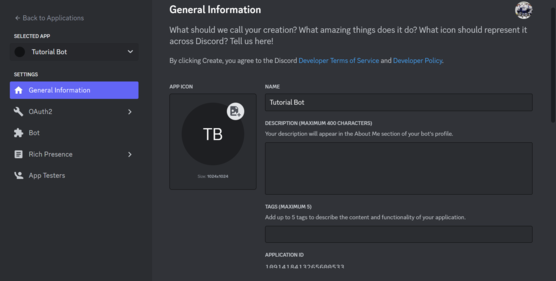 ← Back to Applications
SELECTED APP
Tutorial Bot
SETTINGS
General Information
OAuth2
Bot
Rich Presence
App Testers
General Information
What should we call your creation? What amazing things does it do? What icon should represent it
across Discord? Tell us here!
By clicking Create, you agree to the Discord Developer Terms of Service and Developer Policy.
APP ICON
TB
Size: 1024x1024
NAME
Tutorial Bot
DESCRIPTION (MAXIMUM 400 CHARACTERS)
Your description will appear in the About Me section of your bot's profile.
TAGS (MAXIMUM 5)
Add up to 5 tags to describe the content and functionality of your application.
APPLICATION ID